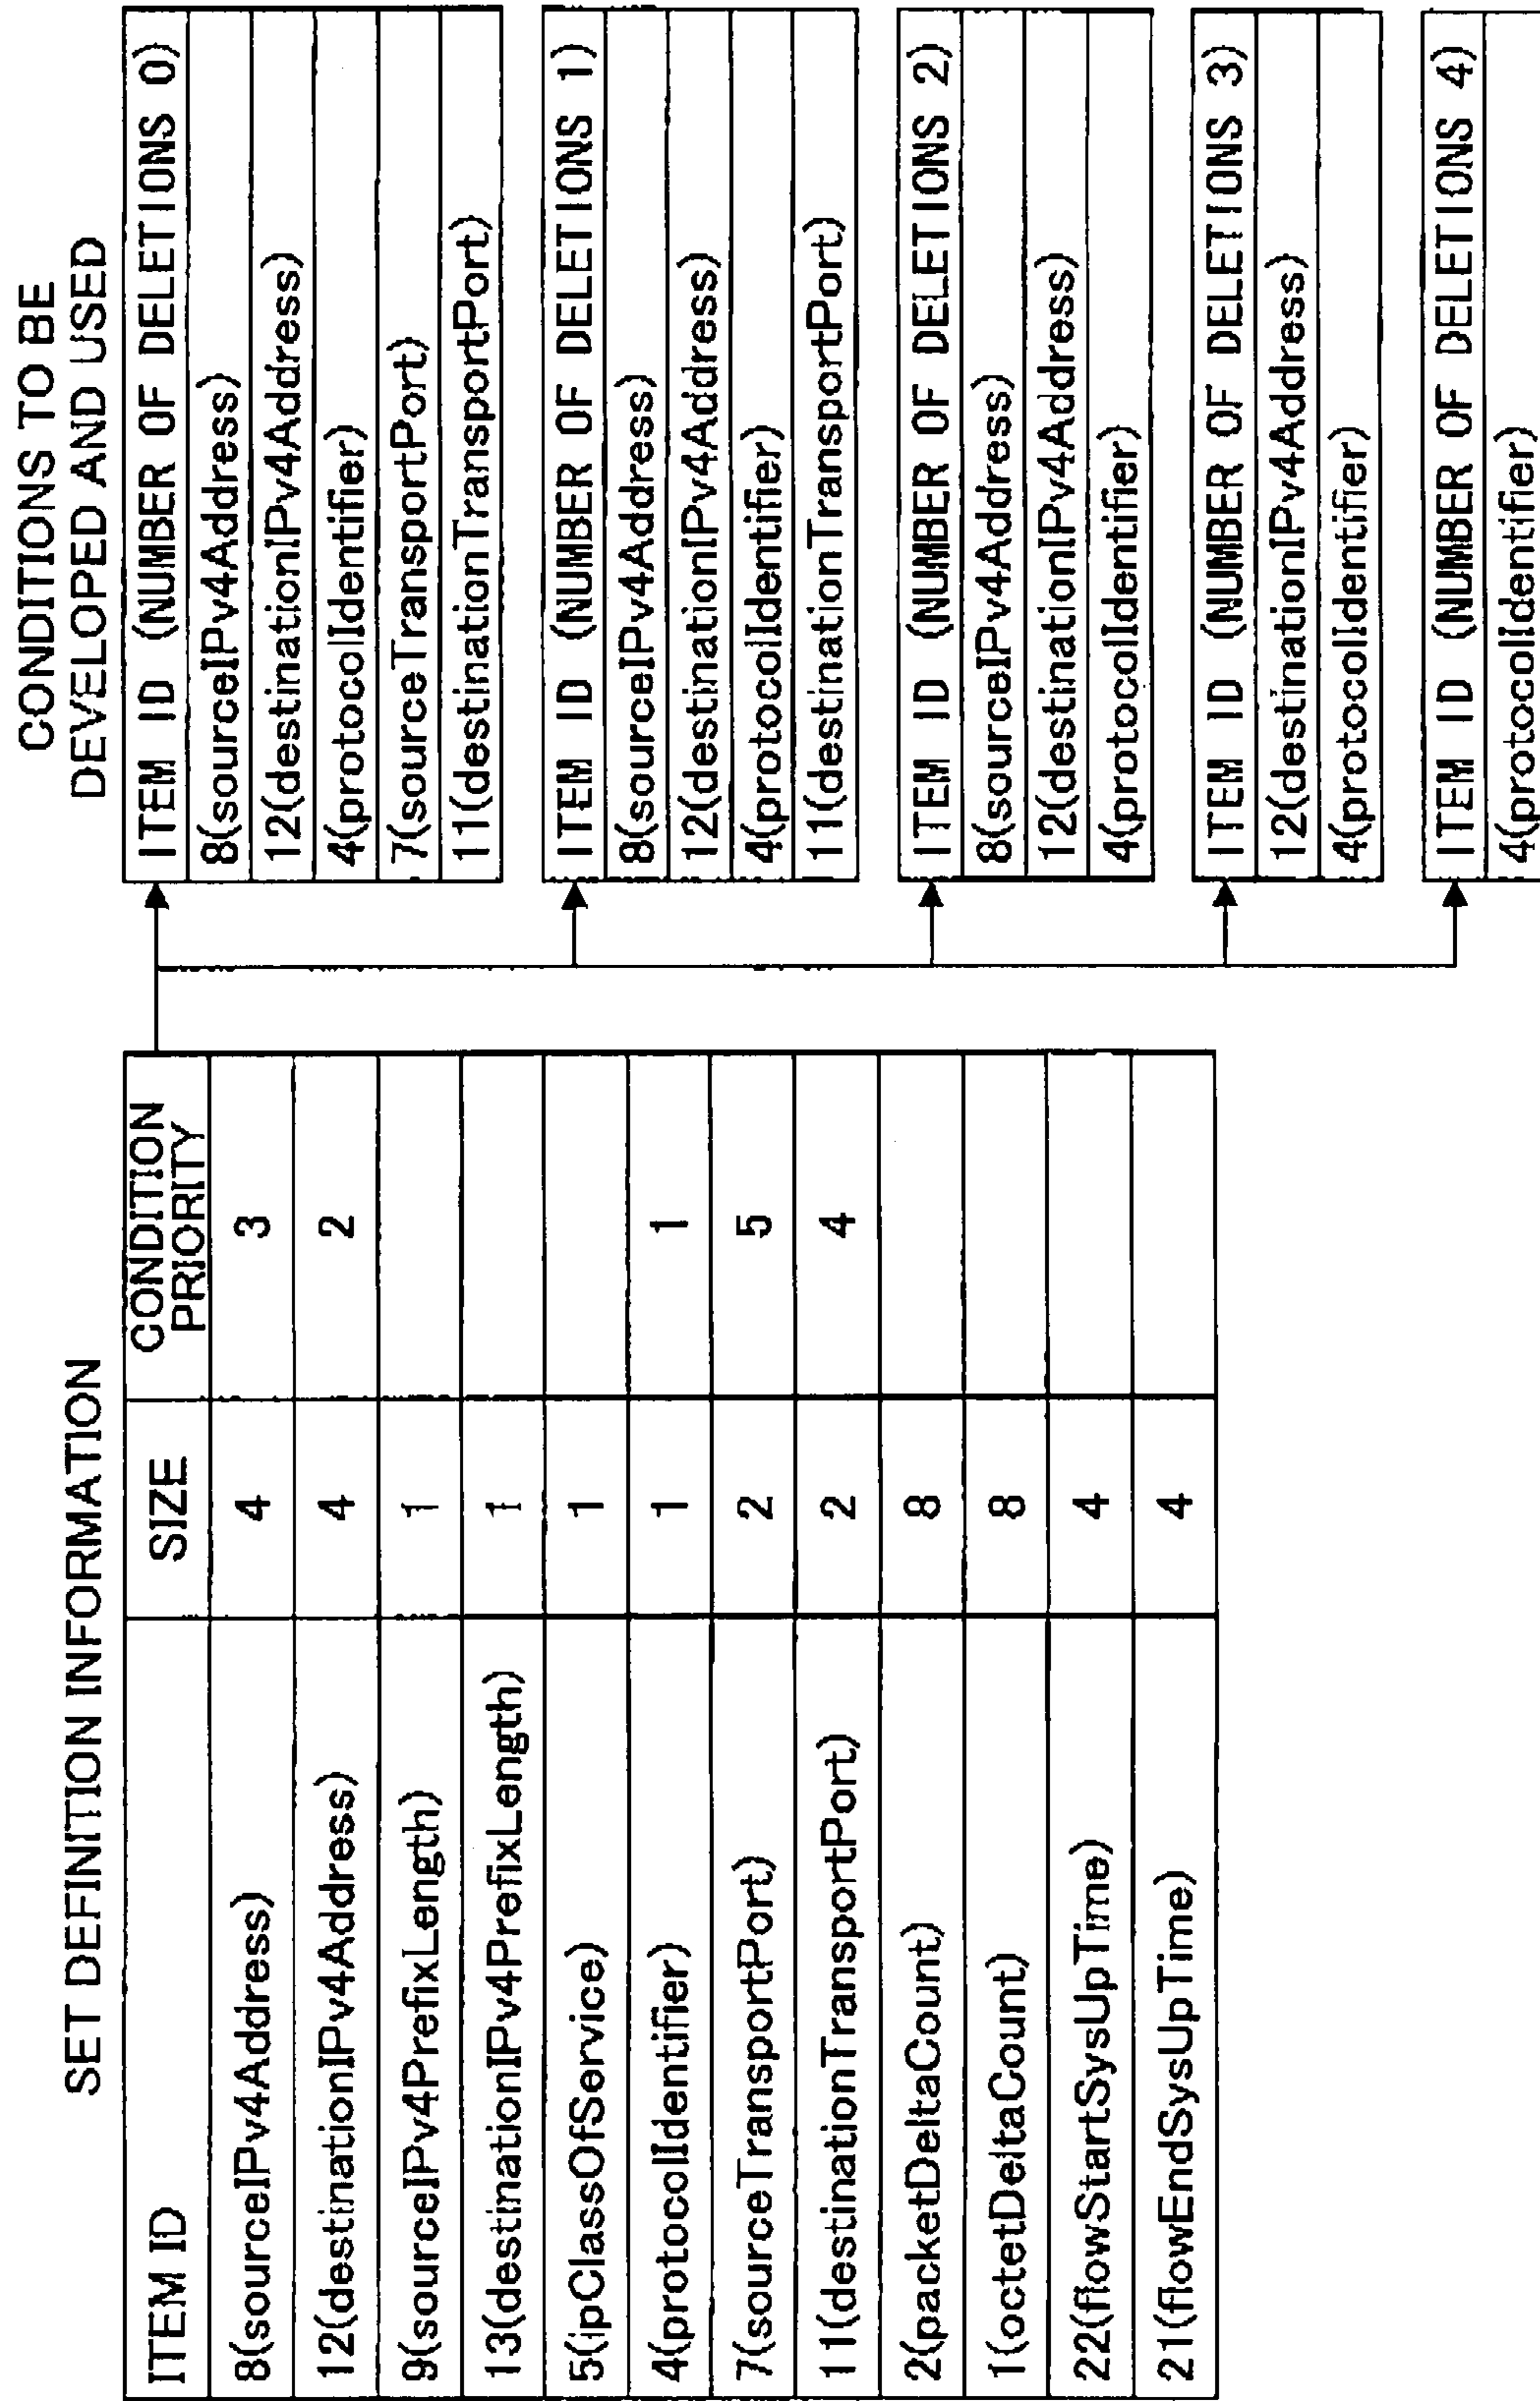 SET DEFINITION INFORMATION
ITEM ID SIZE CONDITION PRIORITY
8(sourceIPv4Address) 4 3
12(destinationIPv4Address) 4 2
9(sourceIPv4PrefixLength) 1
13(destinationIPv4PrefixLength) 1
5(ipClassOfService) 1
4(protocolIdentifier) 1 1
7(sourceTransportPort) 2 5
11(destinationTransportPort) 2 4
2(packetDeltaCount) 8
1(octetDeltaCount) 8
22(flowStartSysUpTime) 4
21(flowEndSysUpTime) 4
CONDITIONS TO BE
DEVELOPED AND USED
ITEM ID (NUMBER OF DELETIONS 0)
8(sourceIPv4Address)
12(destinationIPv4Address)
4(protocolIdentifier)
7(sourceTransportPort)
11(destinationTransportPort)
ITEM ID (NUMBER OF DELETIONS 1)
8(sourceIPv4Address)
12(destinationIPv4Address)
4(protocolIdentifier)
11(destinationTransportPort)
ITEM ID (NUMBER OF DELETIONS 2)
8(sourceIPv4Address)
12(destinationIPv4Address)
4(protocolIdentifier)
ITEM ID (NUMBER OF DELETIONS 3)
12(destinationIPv4Address)
4(protocolIdentifier)
ITEM ID (NUMBER OF DELETIONS 4)
4(protocolIdentifier)